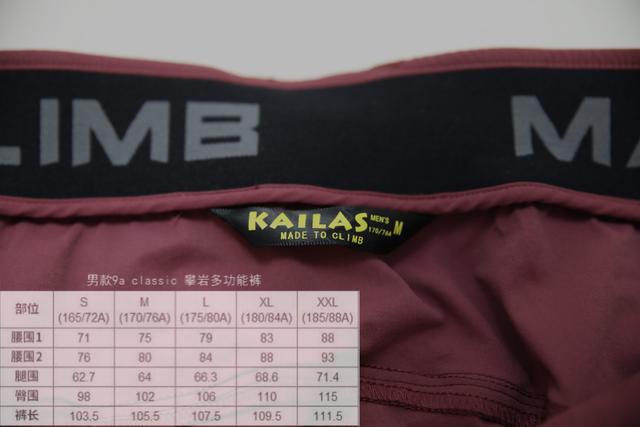 LIMB
MA
KAILAS MEN'S
170/76A M
MADE TO CLIMB
男款9a classic 攀岩多功能裤
部位 S (165/72A) M (170/76A) L (175/80A) XL (180/84A) XXL (185/88A)
腰围1 71 75 79 83 88
腰围2 76 80 84 88 93
腿围 62.7 64 66.3 68.6 71.4
臀围 98 102 106 110 115
裤长 103.5 105.5 107.5 109.5 111.5